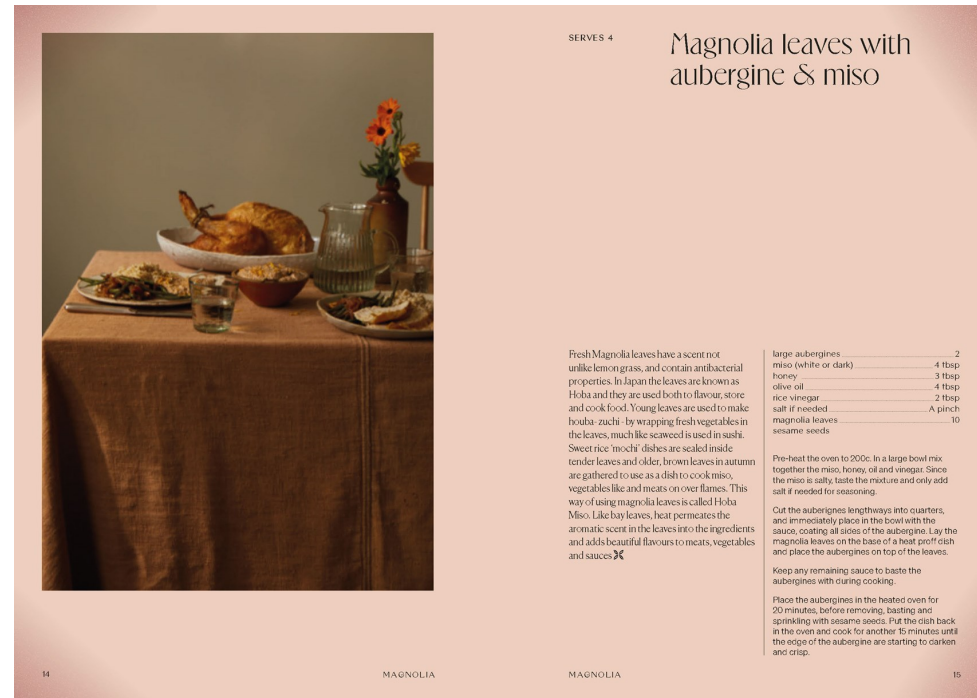 SERVES 4
Magnolia leaves with
aubergine & miso
Fresh Magnolia leaves have a scent not
unlike lemon grass, and contain antibacterial
properties. In Japan the leaves are known as
Hoba and they are used both to flavour, store
and cook food. Young leaves are used to make
houba-zuchi - by wrapping fresh vegetables in
the leaves, much like seaweed is used in sushi.
Sweet rice 'mochi' dishes are sealed inside
tender leaves and older, brown leaves in autumn
are gathered to use as a dish to cook miso,
vegetables like and meats on over flames. This
way of using magnolia leaves is called Hoba
Miso. Like bay leaves, heat permeates the
aromatic scent in the leaves into the ingredients
and adds beautiful flavours to meats, vegetables
and sauces
large aubergines 2
miso (white or dark) 4 tbsp
honey 3 tbsp
olive oil 4 tbsp
rice vinegar 2 tbsp
salt if needed A pinch
magnolia leaves 10
sesame seeds
Pre-heat the oven to 200c. In a large bowl mix
together the miso, honey, oil and vinegar. Since
the miso is salty, taste the mixture and only add
salt if needed for seasoning.
Cut the auberignes lengthways into quarters,
and immediately place in the bowl with the
sauce, coating all sides of the aubergine. Lay the
magnolia leaves on the base of a heat proff dish
and place the aubergines on top of the leaves.
Keep any remaining sauce to baste the
aubergines with during cooking.
Place the aubergines in the heated oven for
20 minutes, before removing, basting and
sprinkling with sesame seeds. Put the dish back
in the oven and cook for another 15 minutes until
the edge of the aubergine are starting to darken
and crisp.
14
MAGNOLIA
MAGNOLIA
15